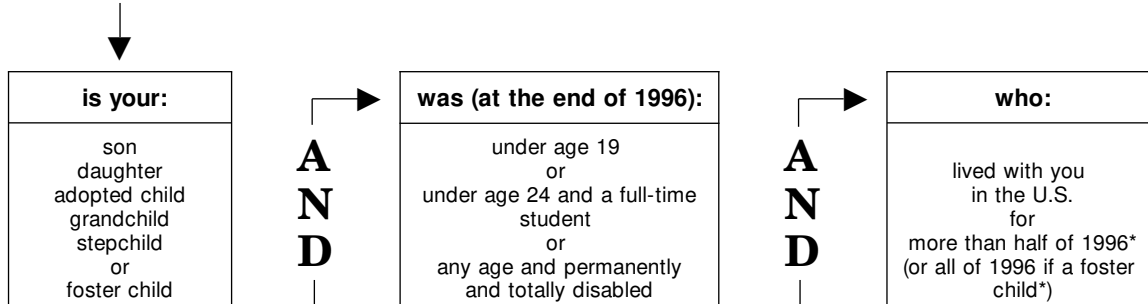 is your:
son
daughter
adopted child
grandchild
stepchild
or
foster child
A
N
D
was (at the end of 1996):
under age 19
or
under age 24 and a full-time
student
or
any age and permanently
and totally disabled
A
N
D
who:
lived with you
in the U.S.
for
more than half of 1996*
(or all of 1996 if a foster
child*)